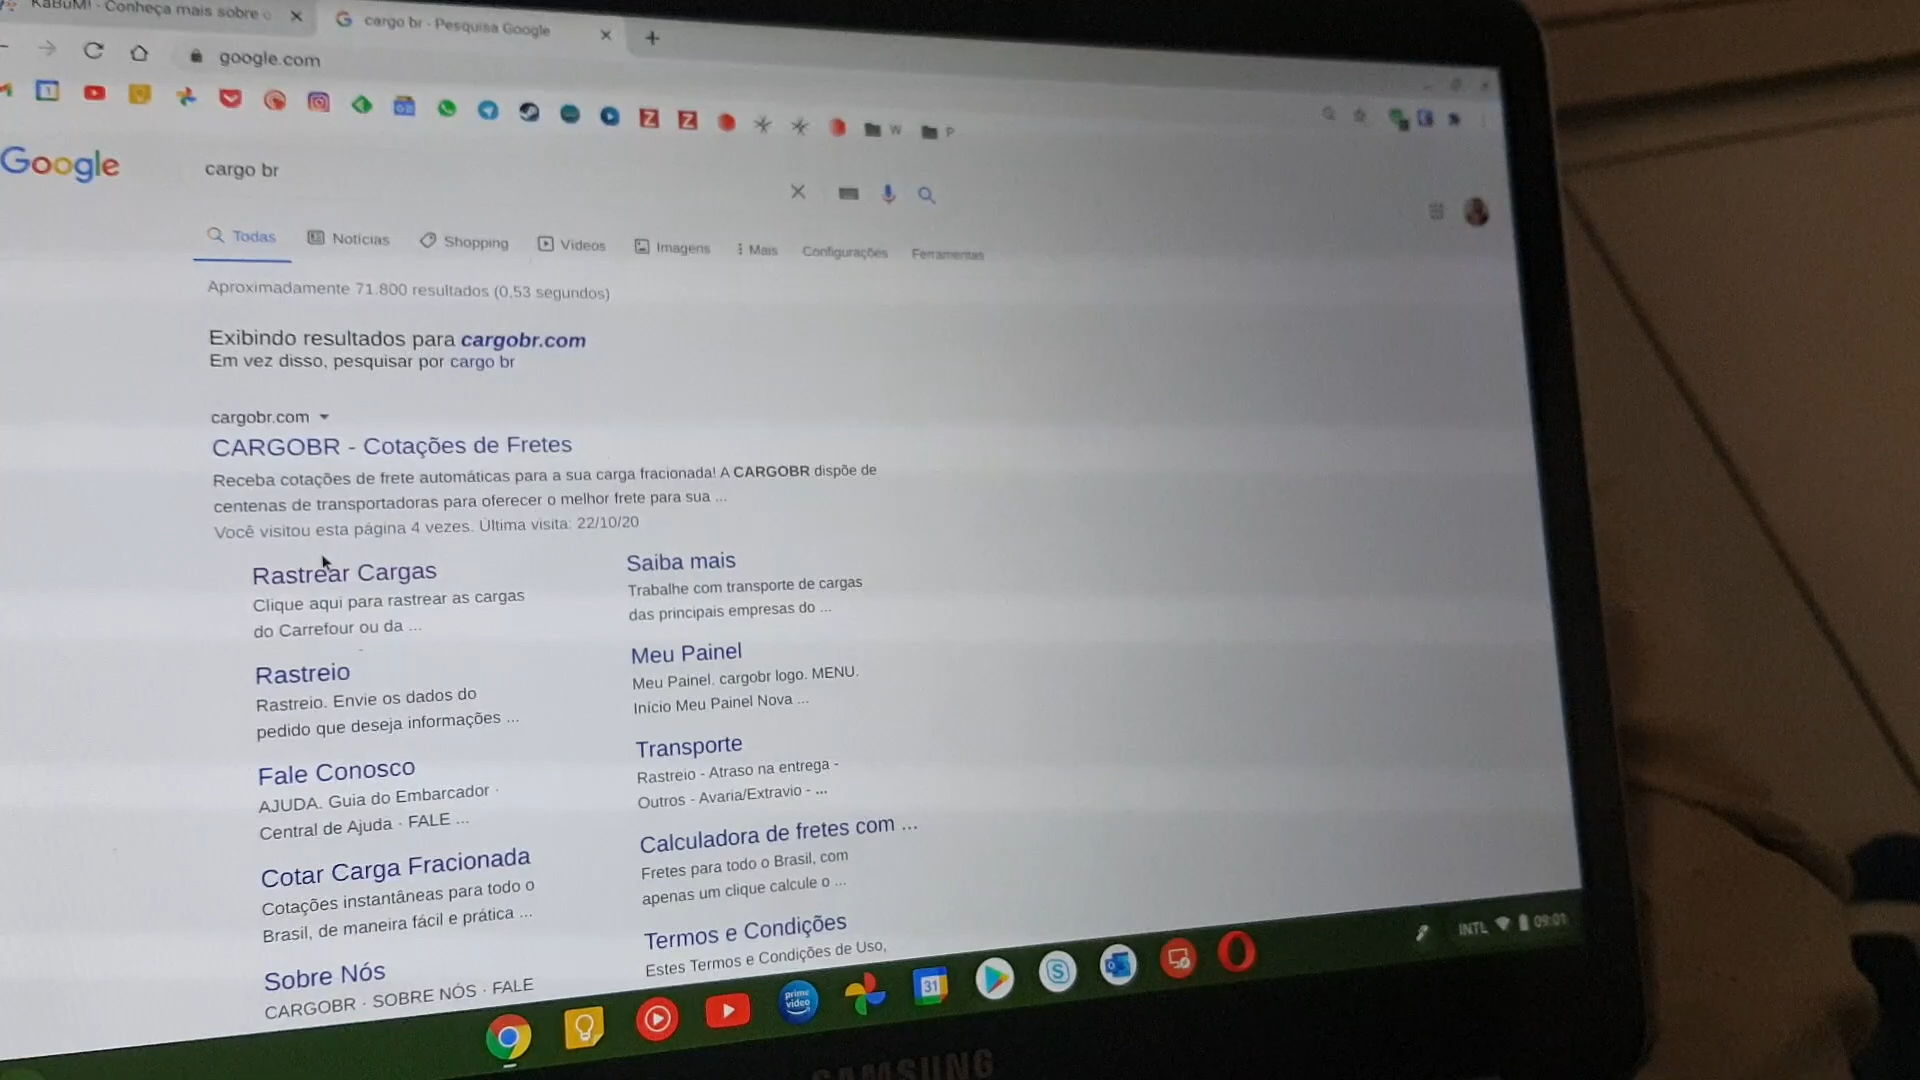 KaBuM! - Conheça mais sobre o
cargo br - Pesquisa Google
google.com
W
P
Google
cargo br
Todas
Notícias
Shopping
Vídeos
Imagens
Mais
Configurações
Ferramentas
Aproximadamente 71.800 resultados (0,53 segundos)
Exibindo resultados para cargobr.com
Em vez disso, pesquisar por cargo br
cargobr.com
CARGOBR - Cotações de Fretes
Receba cotações de frete automáticas para a sua carga fracionada! A CARGOBR dispõe de
centenas de transportadoras para oferecer o melhor frete para sua ...
Você visitou esta página 4 vezes. Última visita: 22/10/20
Rastrear Cargas
Clique aqui para rastrear as cargas
do Carrefour ou da ...
Rastreio
Rastreio. Envie os dados do
pedido que deseja informações ...
Fale Conosco
AJUDA. Guia do Embarcador ·
Central de Ajuda · FALE ...
Cotar Carga Fracionada
Cotações instantâneas para todo o
Brasil, de maneira fácil e prática ...
Sobre Nós
CARGOBR · SOBRE NÓS · FALE
Saiba mais
Trabalhe com transporte de cargas
das principais empresas do ...
Meu Painel
Meu Painel. cargobr logo. MENU.
Início Meu Painel Nova ...
Transporte
Rastreio - Atraso na entrega -
Outros - Avaria/Extravio - ...
Calculadora de fretes com ...
Fretes para todo o Brasil, com
apenas um clique calcule o ...
Termos e Condições
Estes Termos e Condições de Uso,
prime
video
31
INTL
09:01
SAMSUNG